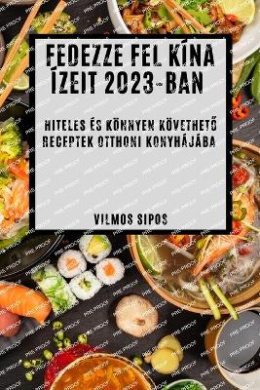 FEDEZZE FEL KÍNA
ÍZEIT 2023-BAN
HITELES ÉS KÖNNYEN KÖVETHETŐ
RECEPTEK OTTHONI KONYHÁJÁBA
VILMOS SIPOS